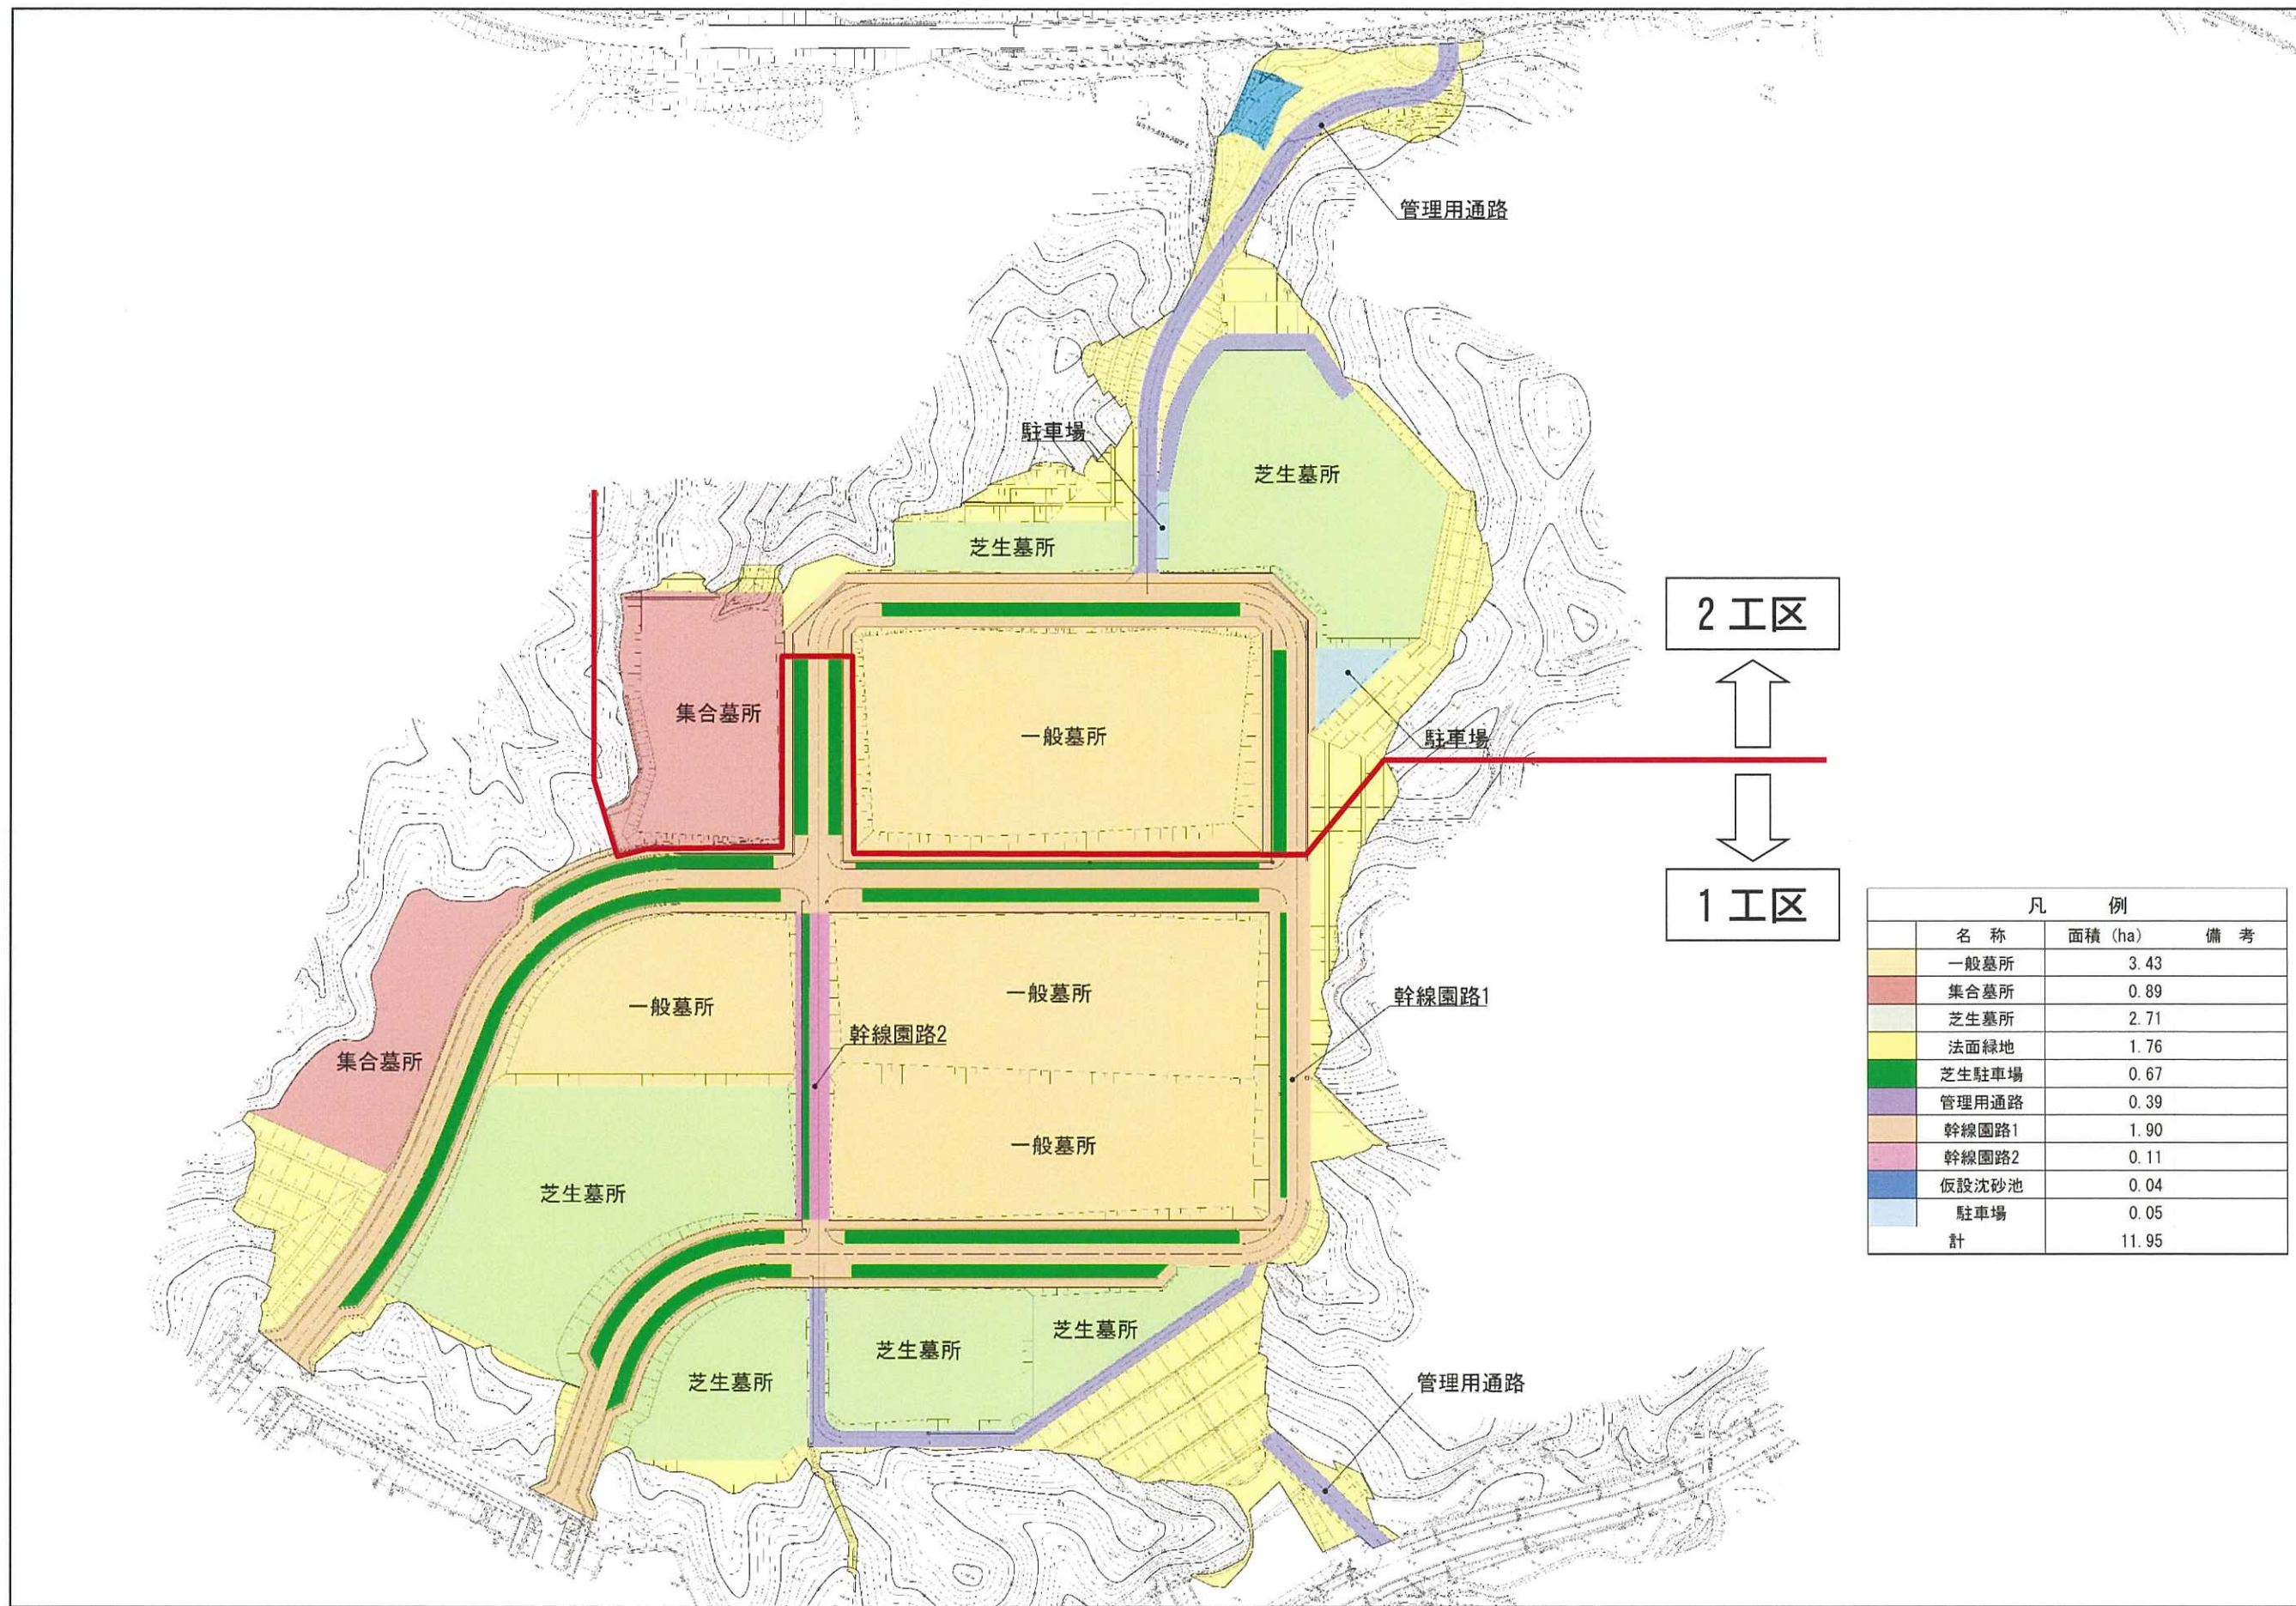 管理用通路
駐車場
芝生墓所
芝生墓所
2工区
集合墓所
一般墓所
駐車場
1工区
一般墓所
一般墓所
幹線園路1
幹線園路2
集合墓所
一般墓所
芝生墓所
芝生墓所
芝生墓所
芝生墓所
管理用通路
凡 例
名 称 面積 (ha) 備 考
一般墓所 3.43
集合墓所 0.89
芝生墓所 2.71
法面緑地 1.76
芝生駐車場 0.67
管理用通路 0.39
幹線園路1 1.90
幹線園路2 0.11
仮設沈砂池 0.04
駐車場 0.05
計 11.95